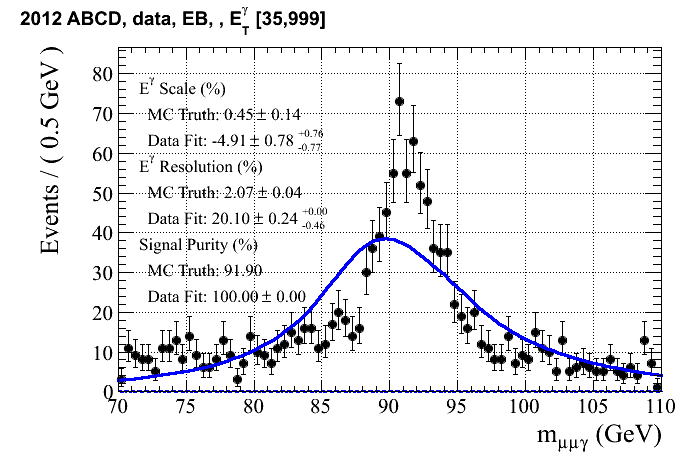 2012 ABCD, data, EB, , E_T^γ [35,999]
Events / ( 0.5 GeV )
80
70
60
50
40
30
20
10
0
E^γ Scale (%)
MC Truth: 0.45 ± 0.14
Data Fit: -4.91 ± 0.78 +0.76 -0.77
E^γ Resolution (%)
MC Truth: 2.07 ± 0.04
Data Fit: 20.10 ± 0.24 +0.00 -0.46
Signal Purity (%)
MC Truth: 91.90
Data Fit: 100.00 ± 0.00
70 75 80 85 90 95 100 105 110
m_μμγ (GeV)